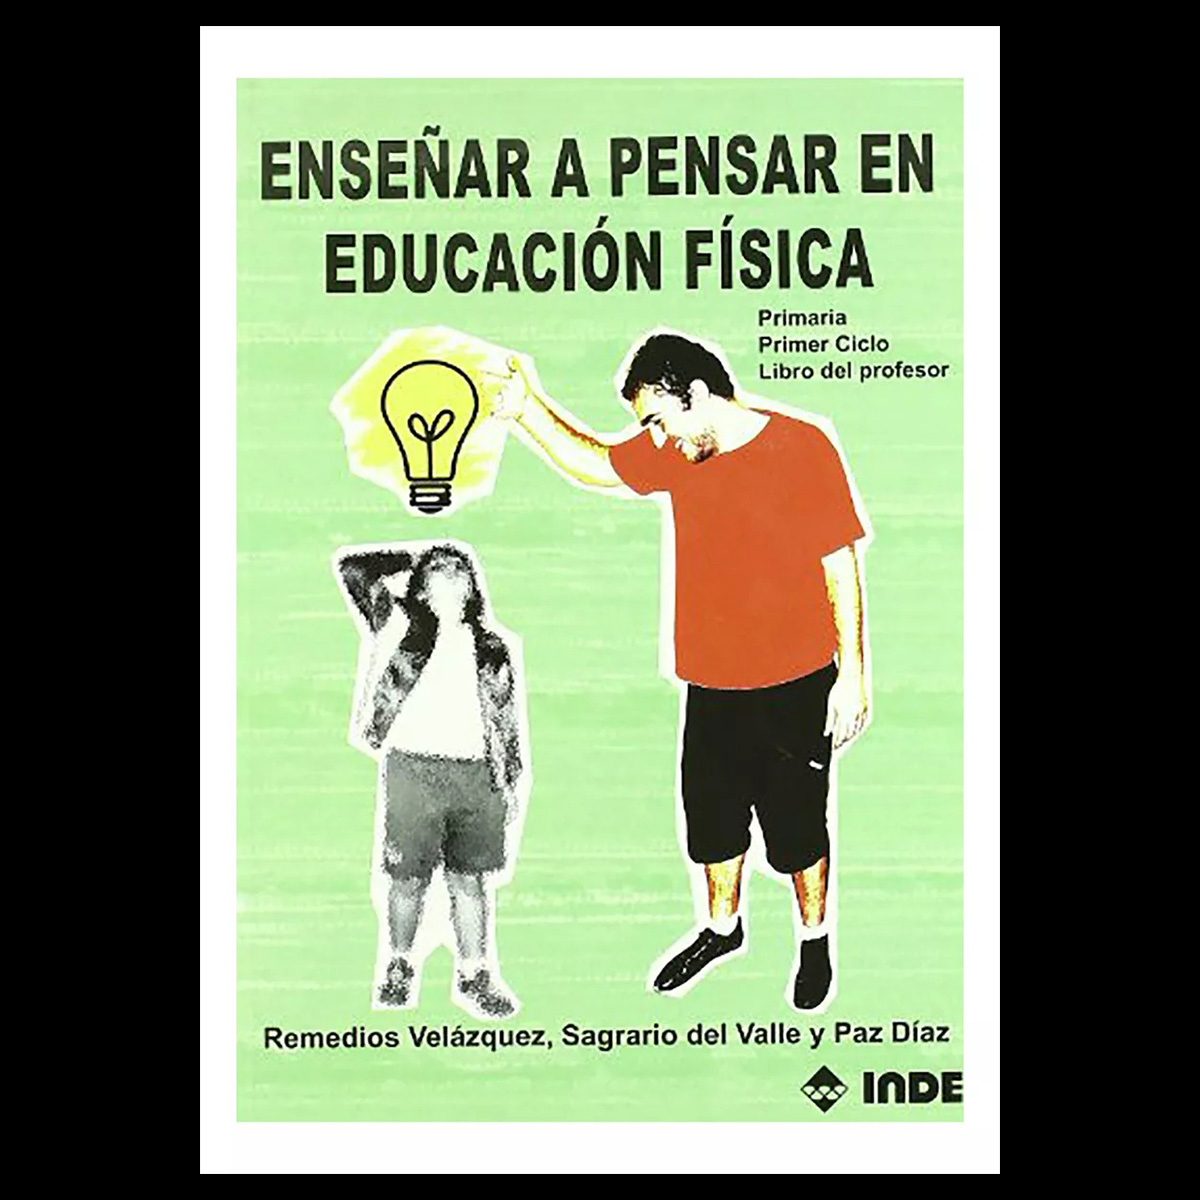 ENSEÑAR A PENSAR EN
EDUCACIÓN FÍSICA
Primaria
Primer Ciclo
Libro del profesor
Remedios Velázquez, Sagrario del Valle y Paz Díaz
INDE